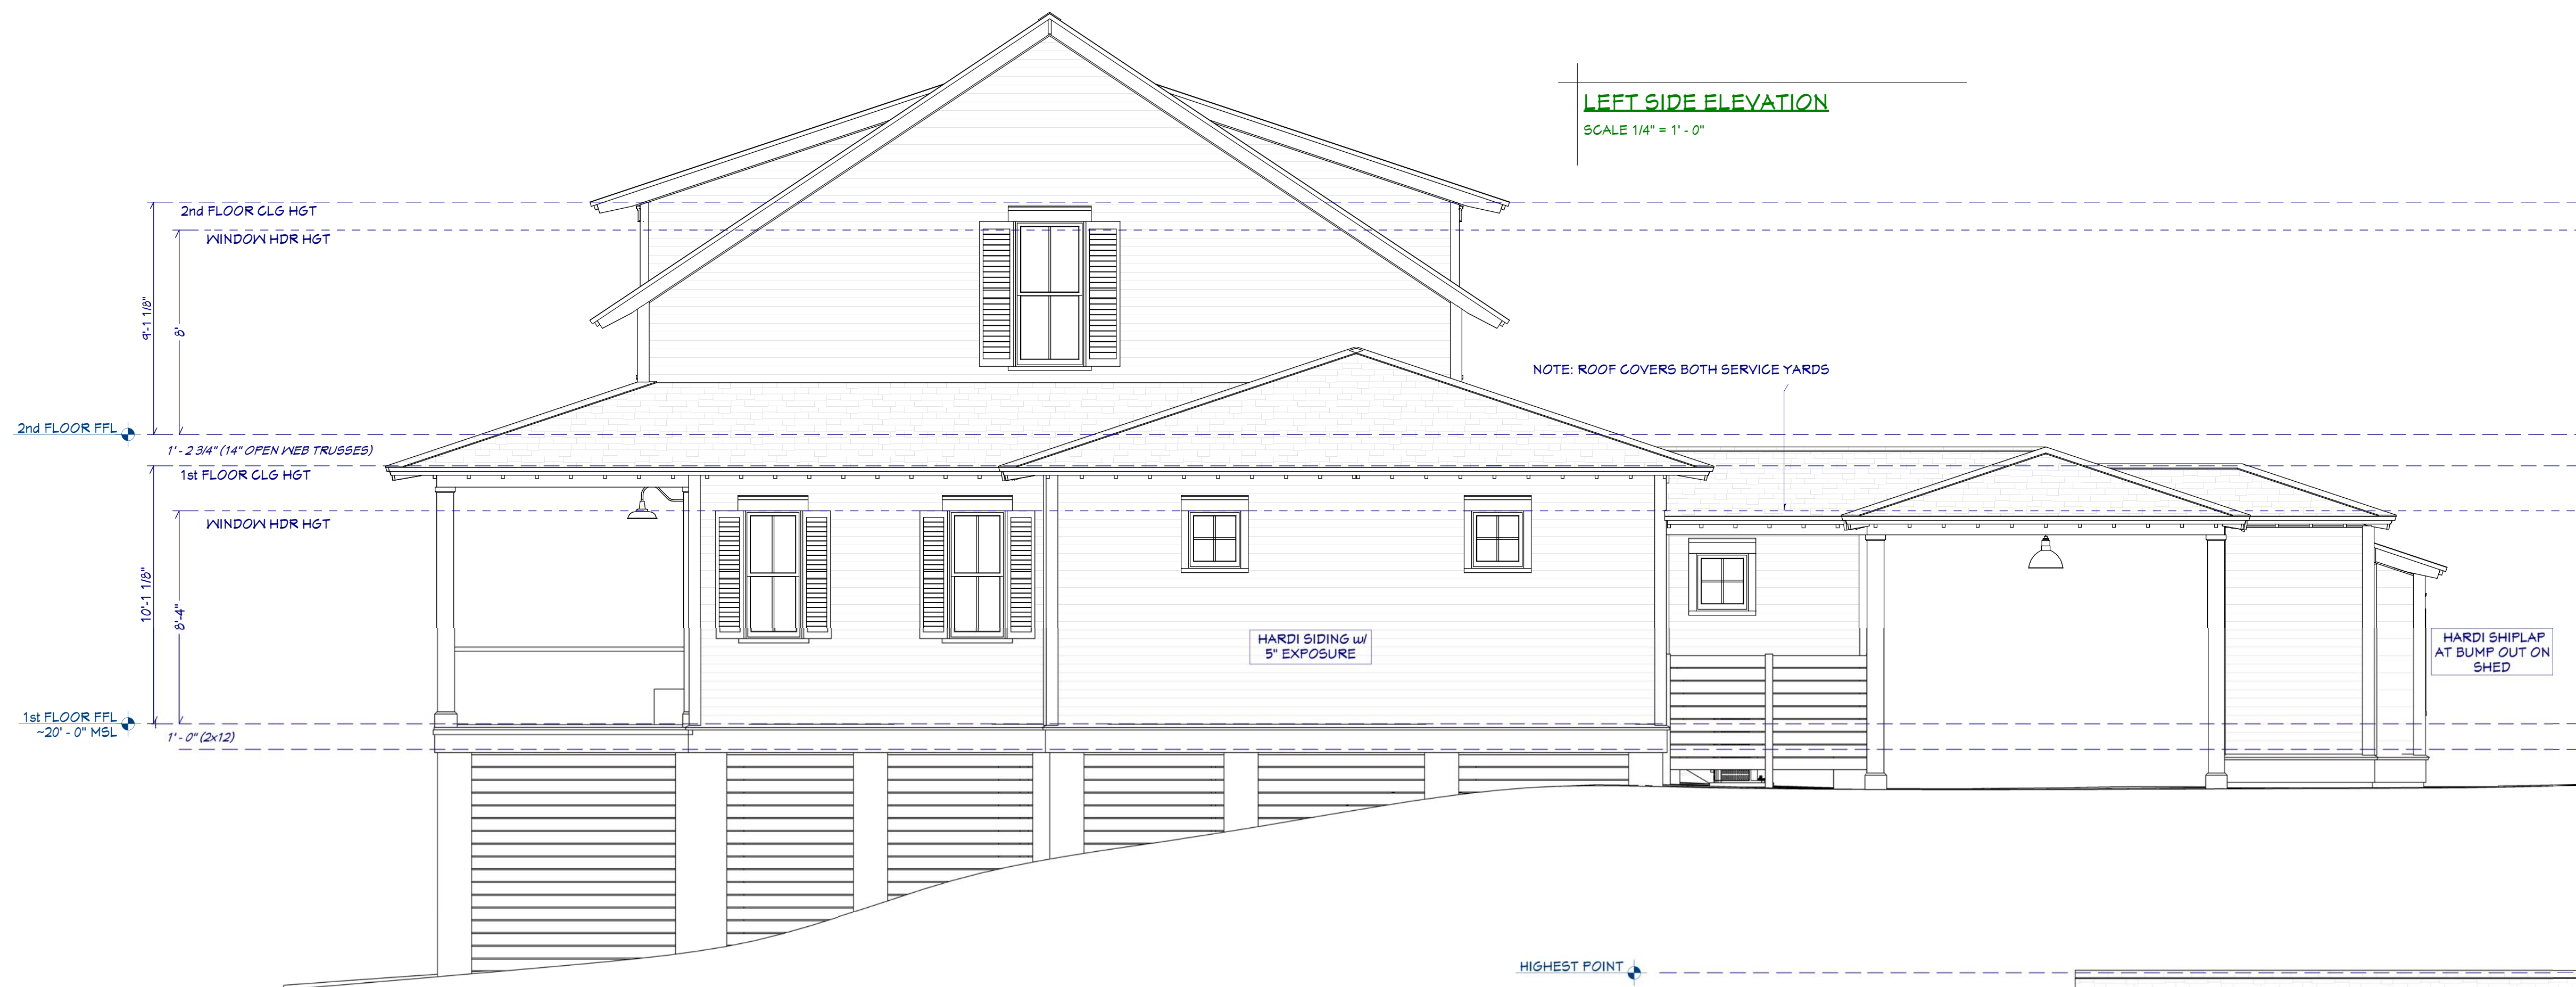 LEFT SIDE ELEVATION
SCALE 1/4" = 1' - 0"
2nd FLOOR CLG HGT
WINDOW HDR HGT
9'-1 1/8"
8'
NOTE: ROOF COVERS BOTH SERVICE YARDS
2nd FLOOR FFL
1' - 2 3/4" (14" OPEN WEB TRUSSES)
1st FLOOR CLG HGT
WINDOW HDR HGT
10'-1 1/8"
8'-4"
HARDI SIDING w/
5" EXPOSURE
HARDI SHIPLAP
AT BUMP OUT ON
SHED
1st FLOOR FFL
~20' - 0" MSL
1' - 0" (2x12)
HIGHEST POINT